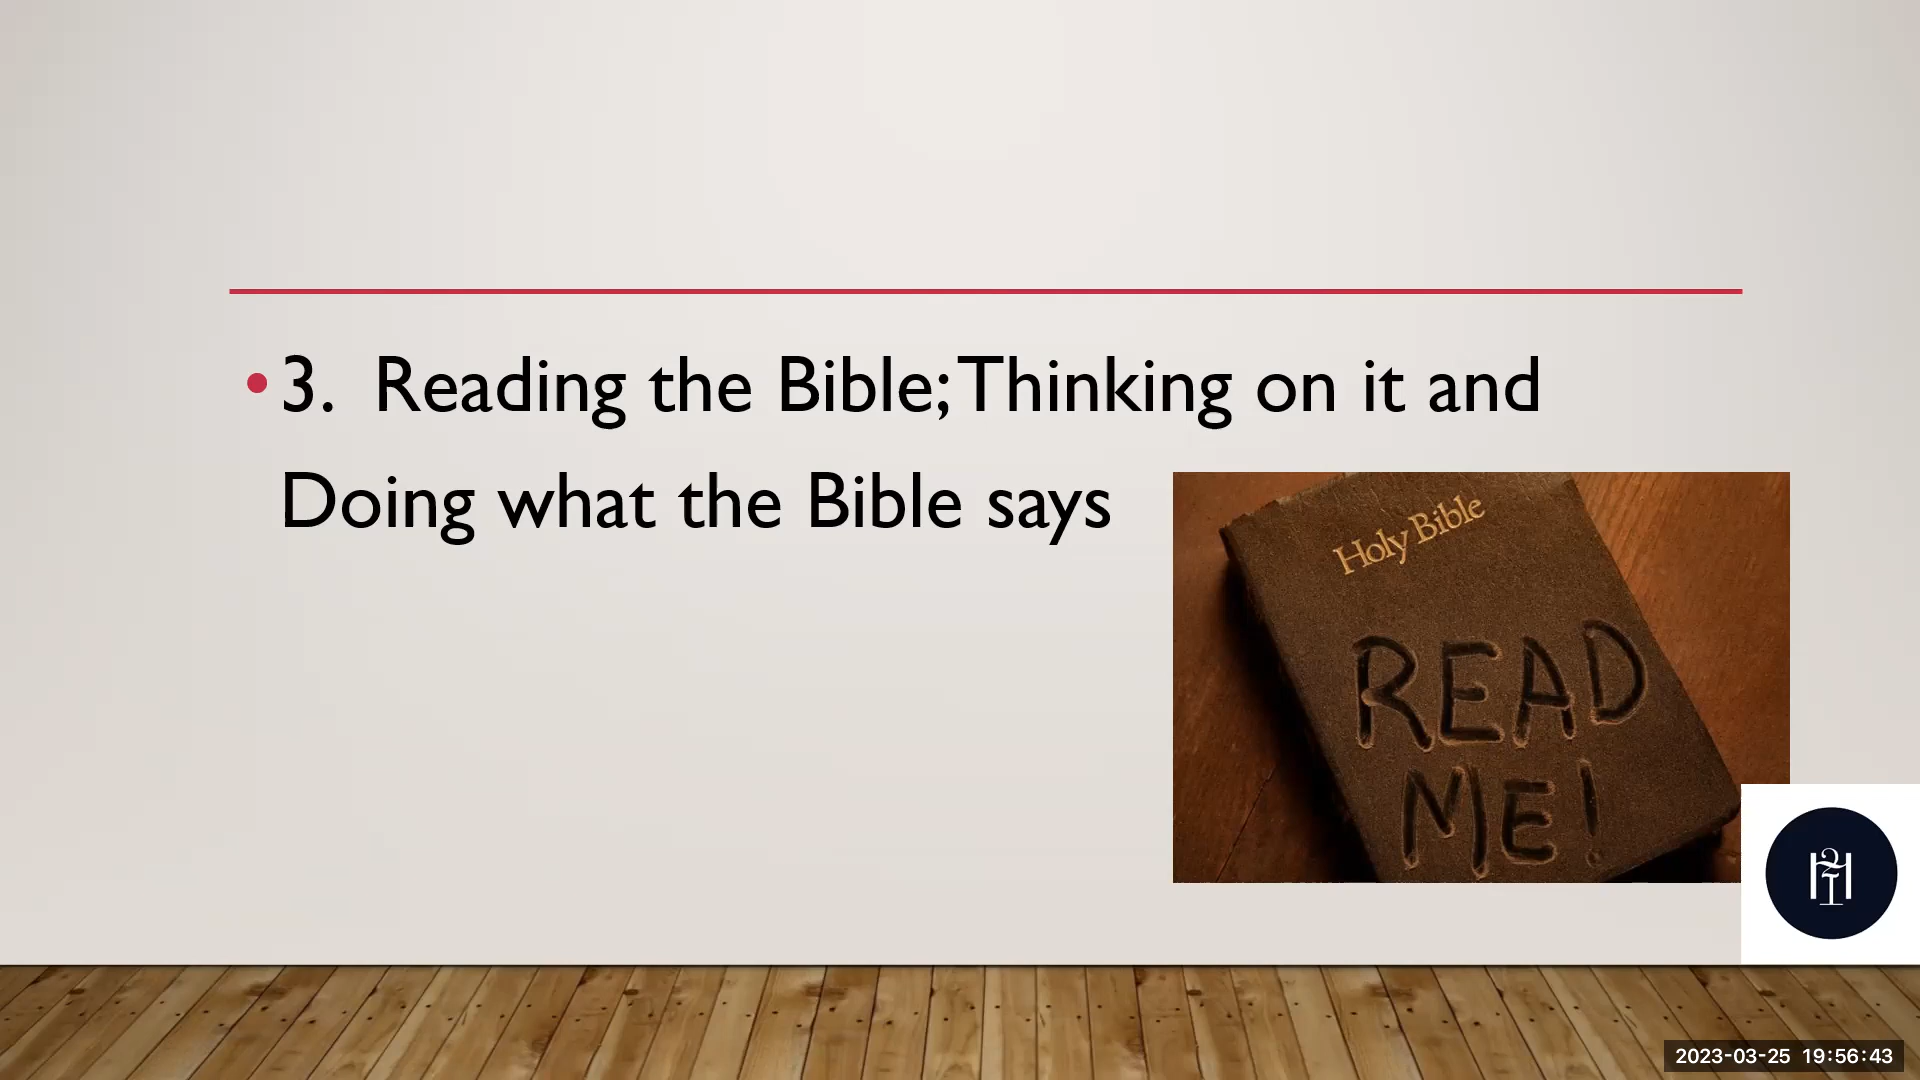 • 3. Reading the Bible; Thinking on it and
Doing what the Bible says
Holy Bible
READ
ME!
2023-03-25 19:56:43